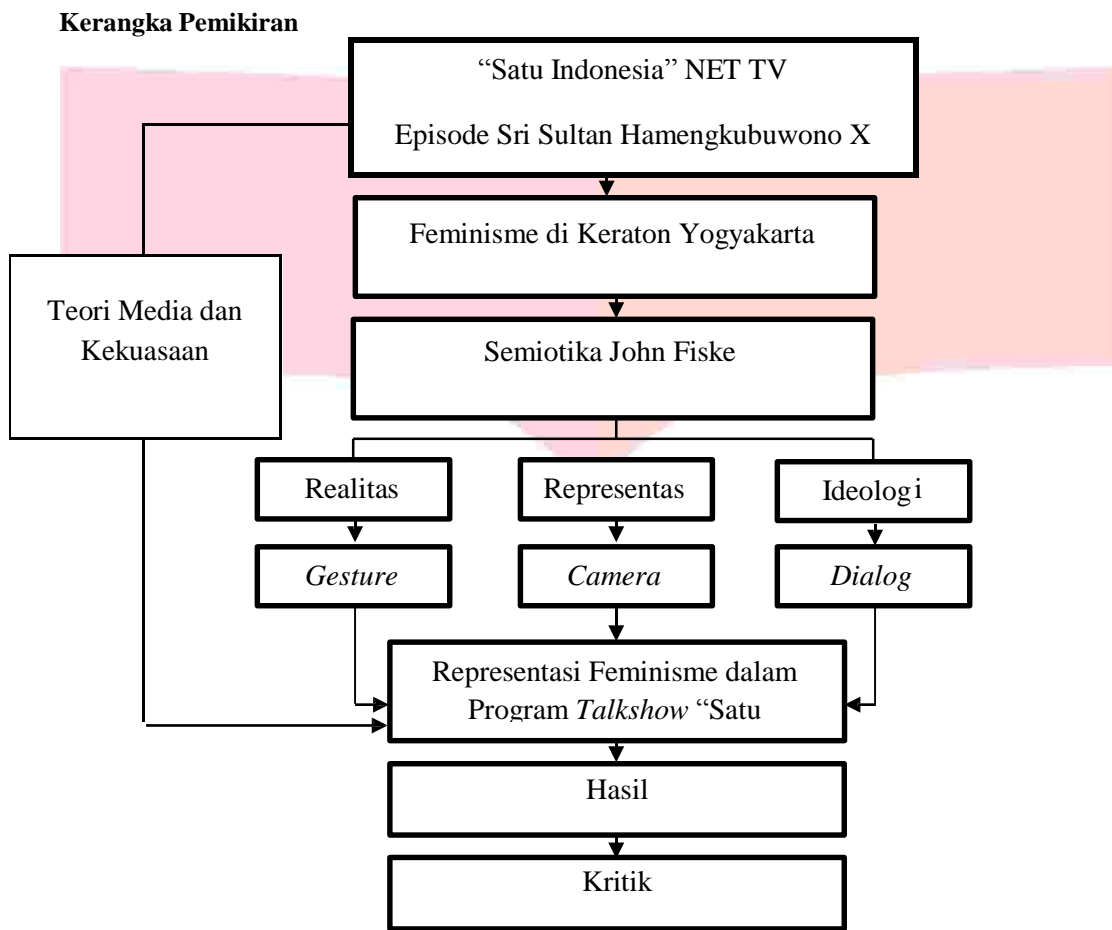 Kerangka Pemikiran
“Satu Indonesia” NET TV
Episode Sri Sultan Hamengkubuwono X
Feminisme di Keraton Yogyakarta
Teori Media dan
Kekuasaan
Semiotika John Fiske
Realitas
Representas
Ideologi
Gesture
Camera
Dialog
Representasi Feminisme dalam
Program Talkshow “Satu
Hasil
Kritik